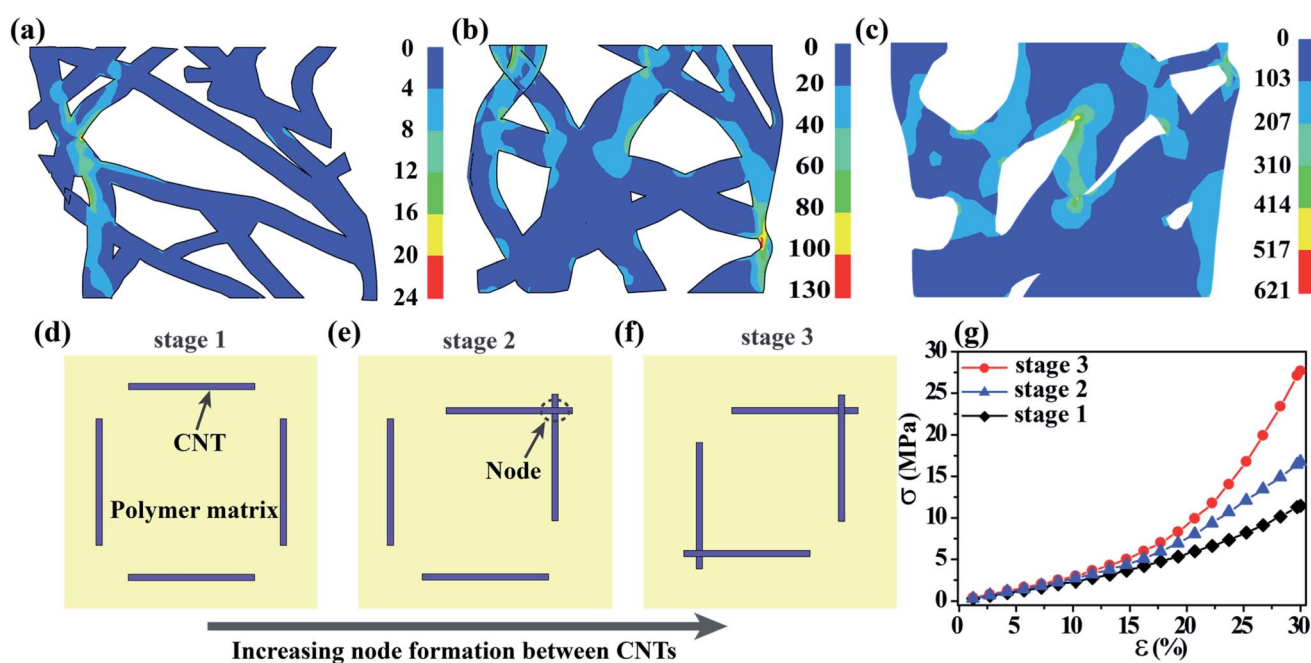 (a)
0
4
8
12
16
20
24
(b)
0
20
40
60
80
100
130
(c)
0
103
207
310
414
517
621
(d)
stage 1
CNT
Polymer matrix
(e)
stage 2
Node
(f)
stage 3
Increasing node formation between CNTs
(g)
stage 3
stage 2
stage 1
σ (MPa)
30
25
20
15
10
5
0
0 5 10 15 20 25 30
ε (%)